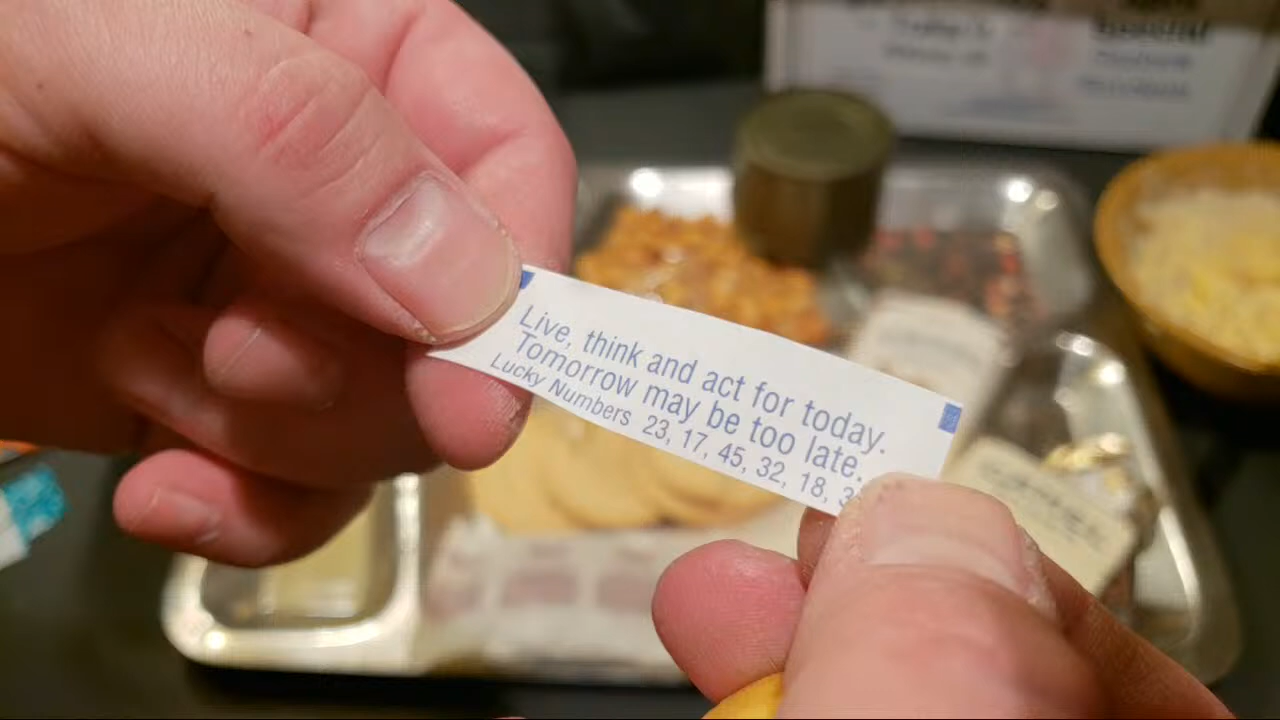 Live, think and act for today.
Tomorrow may be too late.
Lucky Numbers 23, 17, 45, 32, 18,